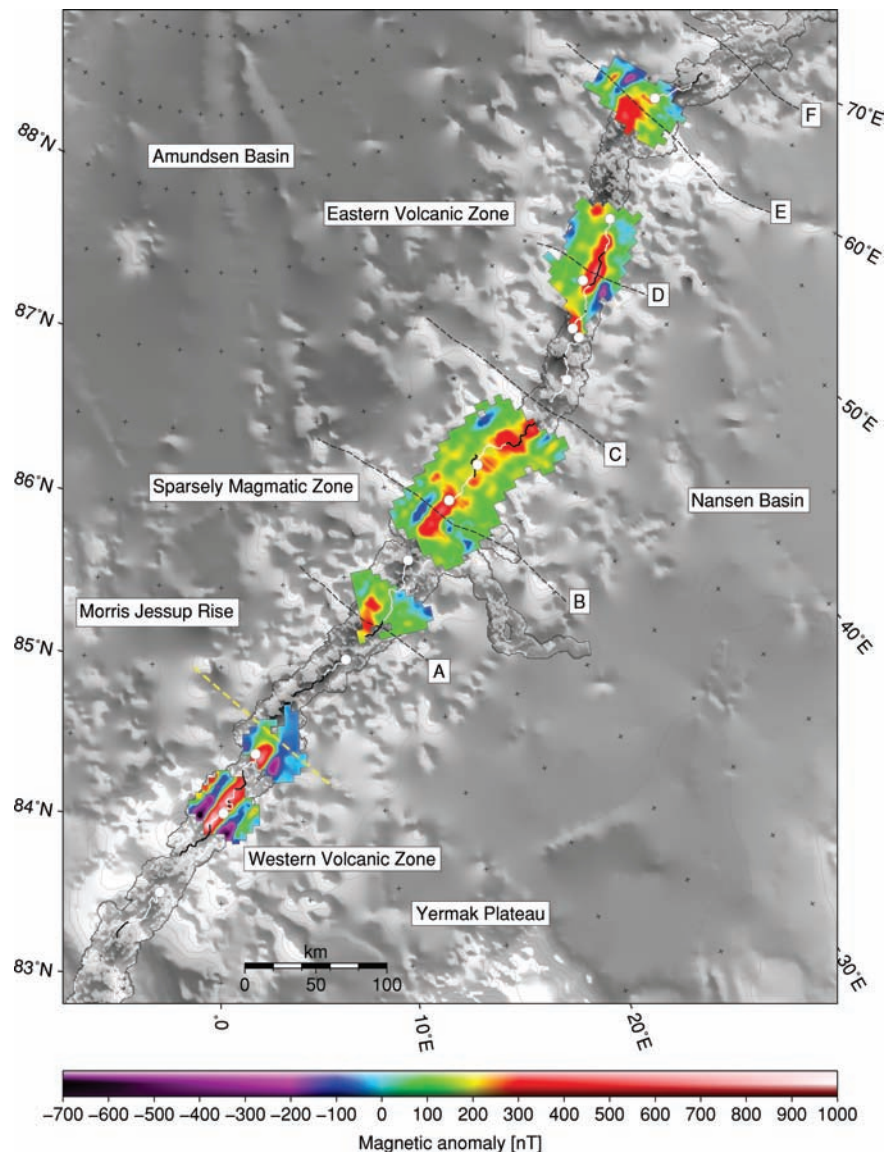 F
70°E
88°N
Amundsen Basin
E
Eastern Volcanic Zone
60°E
D
87°N
50°E
C
86°N
Sparsely Magmatic Zone
Nansen Basin
B
Morris Jessup Rise
40°E
85°N
A
84°N
Western Volcanic Zone
Yermak Plateau
km
83°N
0 50 100
30°E
0° 10°E 20°E
−700 −600 −500 −400 −300 −200 −100 0 100 200 300 400 500 600 700 800 900 1000
Magnetic anomaly [nT]